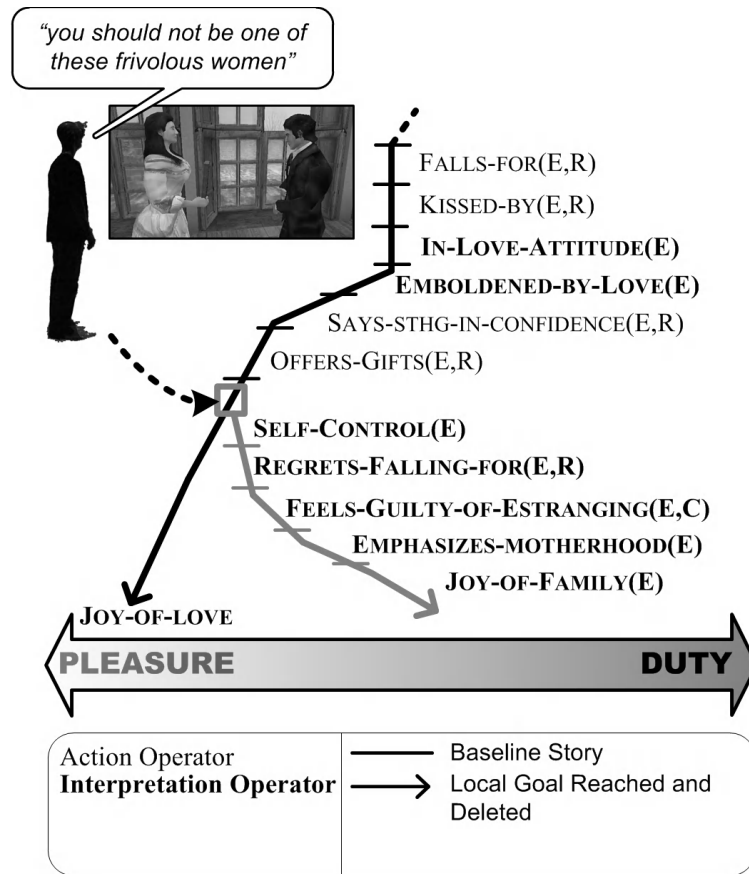 "you should not be one of
these frivolous women"
FALLS-FOR(E,R)
KISSED-BY(E,R)
IN-LOVE-ATTITUDE(E)
EMBOLDENED-BY-LOVE(E)
SAYS-STHG-IN-CONFIDENCE(E,R)
OFFERS-GIFTS(E,R)
SELF-CONTROL(E)
REGRETS-FALLING-FOR(E,R)
FEELS-GUILTY-OF-ESTRANGING(E,C)
EMPHASIZES-MOTHERHOOD(E)
JOY-OF-FAMILY(E)
JOY-OF-LOVE
PLEASURE
DUTY
Action Operator
Interpretation Operator
Baseline Story
Local Goal Reached and
Deleted